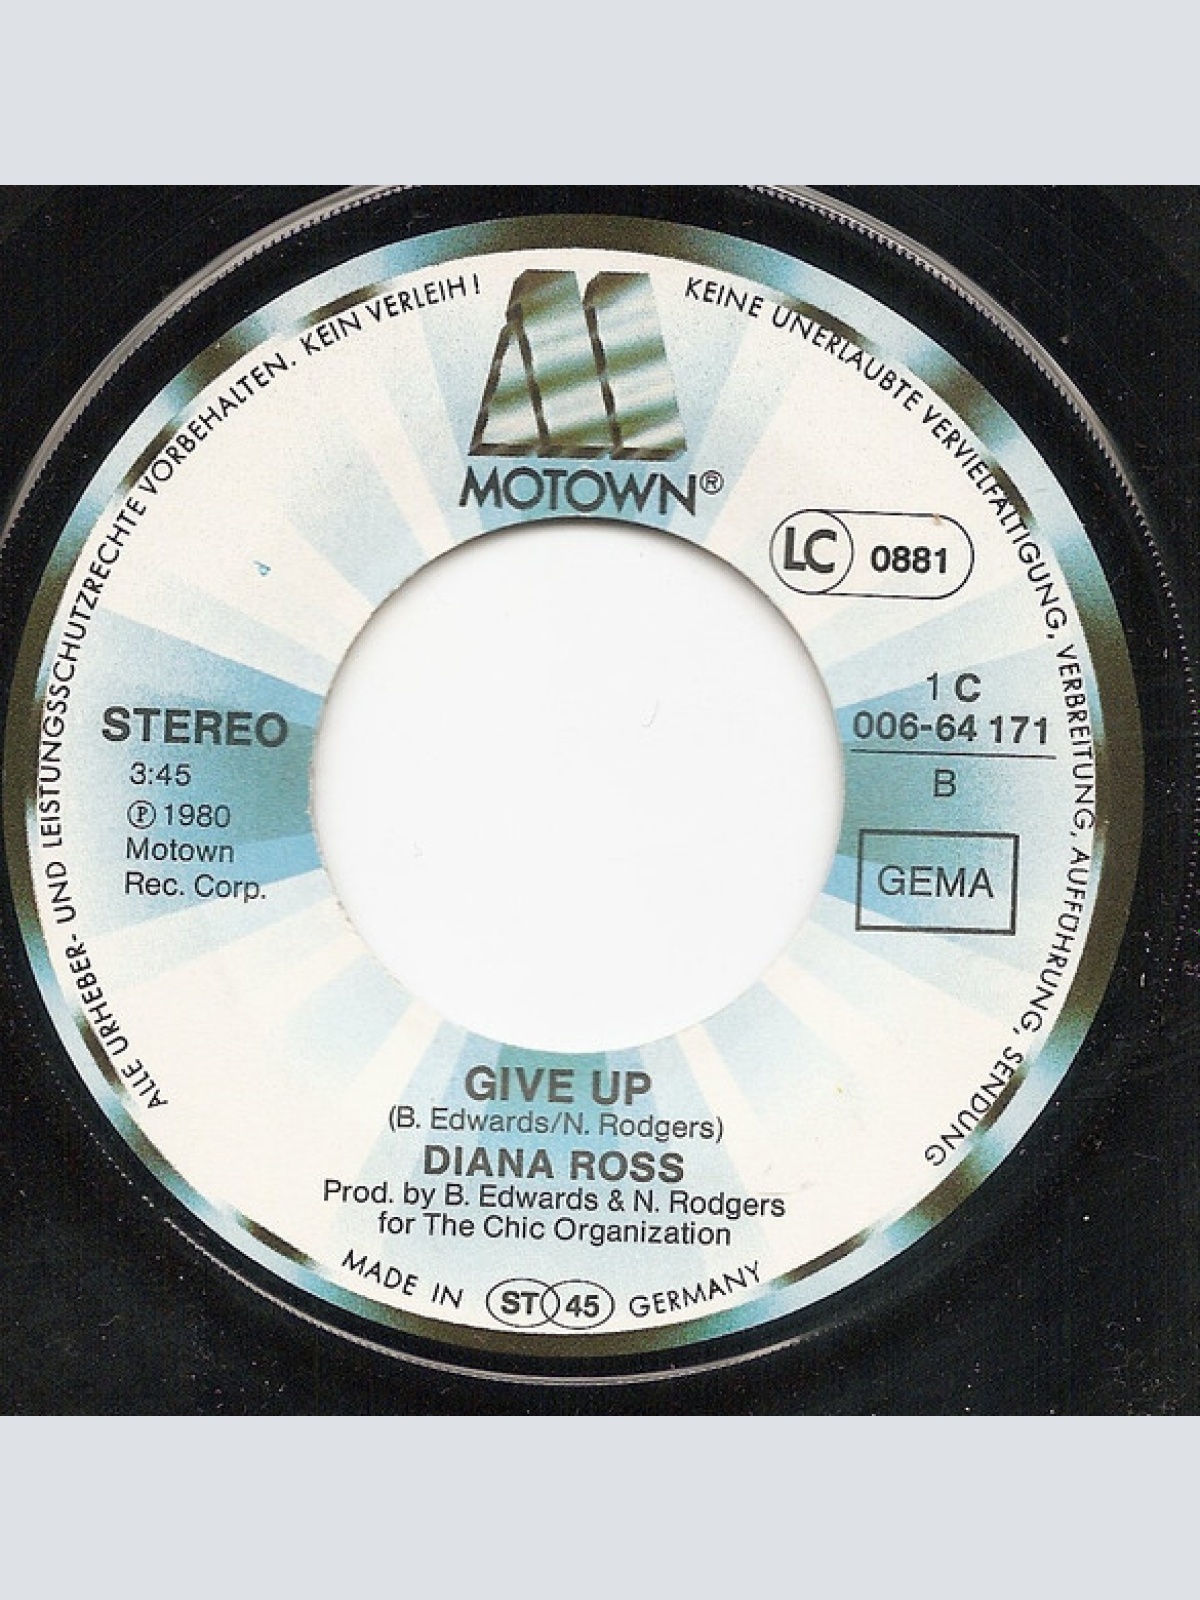 ALLE URHEBER- UND LEISTUNGSSCHUTZRECHTE VORBEHALTEN. KEIN VERLEIH!
KEINE UNERLAUBTE VERVIELFÄLTIGUNG, VERBREITUNG, AUFFÜHRUNG, SENDUNG
MOTOWN®
LC 0881
STEREO
3:45
℗ 1980
Motown
Rec. Corp.
1 C
006-64 171
B
GEMA
GIVE UP
(B. Edwards/N. Rodgers)
DIANA ROSS
Prod. by B. Edwards & N. Rodgers
for The Chic Organization
MADE IN ST 45 GERMANY